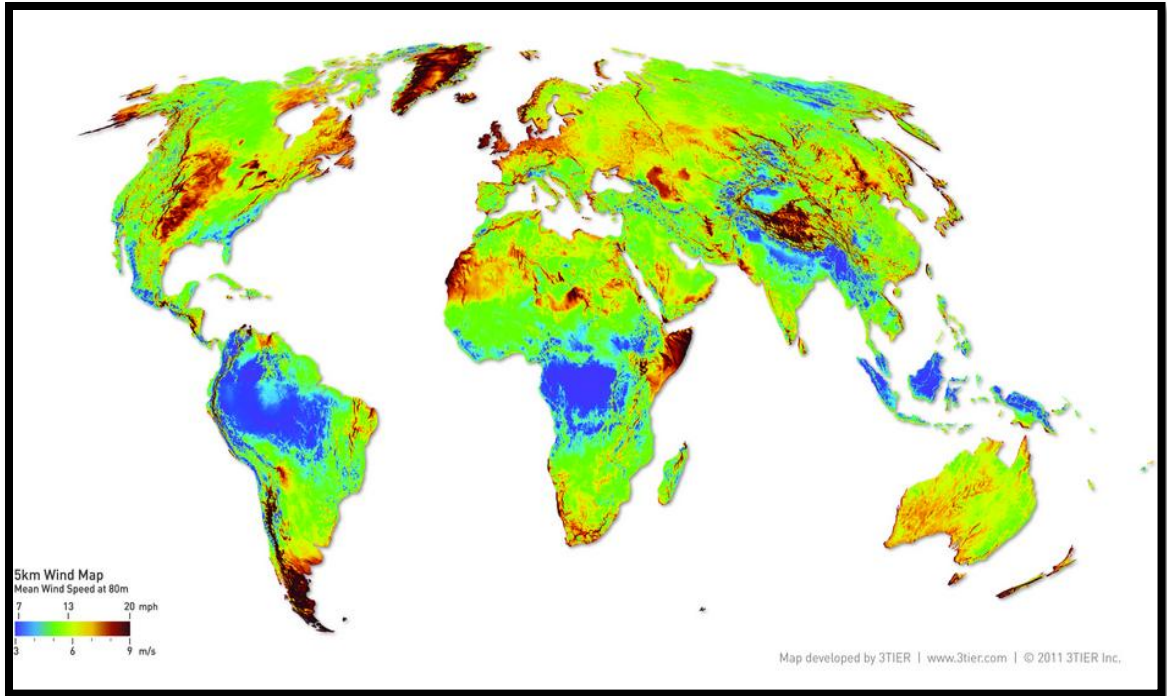 5km Wind Map
Mean Wind Speed at 80m
7 13 20 mph
3 6 9 m/s
Map developed by 3TIER | www.3tier.com | © 2011 3TIER Inc.